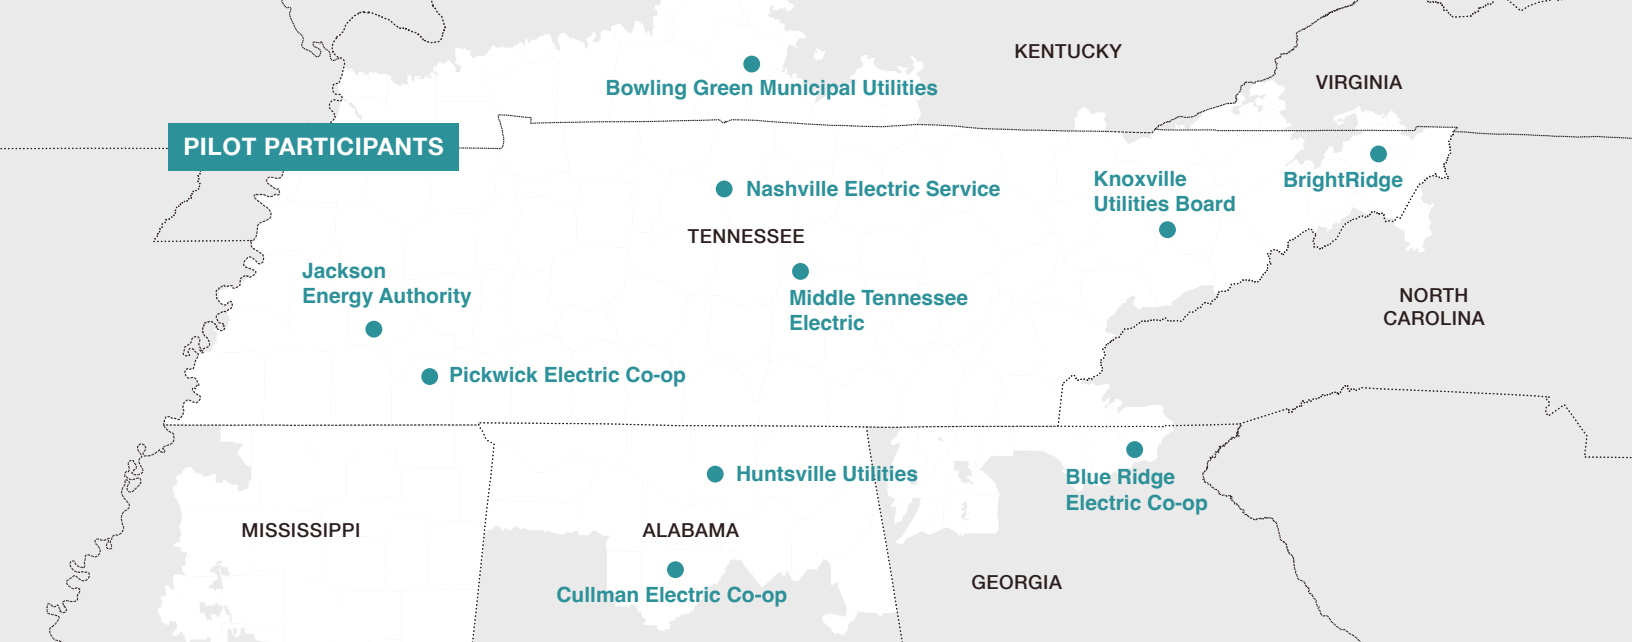 KENTUCKY
VIRGINIA
Bowling Green Municipal Utilities
PILOT PARTICIPANTS
Nashville Electric Service
Knoxville
Utilities Board
BrightRidge
TENNESSEE
Jackson
Energy Authority
Middle Tennessee
Electric
NORTH
CAROLINA
Pickwick Electric Co-op
Huntsville Utilities
Blue Ridge
Electric Co-op
MISSISSIPPI
ALABAMA
GEORGIA
Cullman Electric Co-op